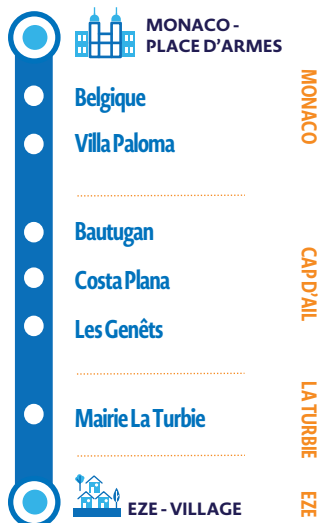 MONACO -
PLACE D'ARMES
Belgique
Villa Paloma
MONACO
Bautugan
Costa Plana
Les Genêts
CAP D'AIL
Mairie La Turbie
LA TURBIE
EZE - VILLAGE
EZE